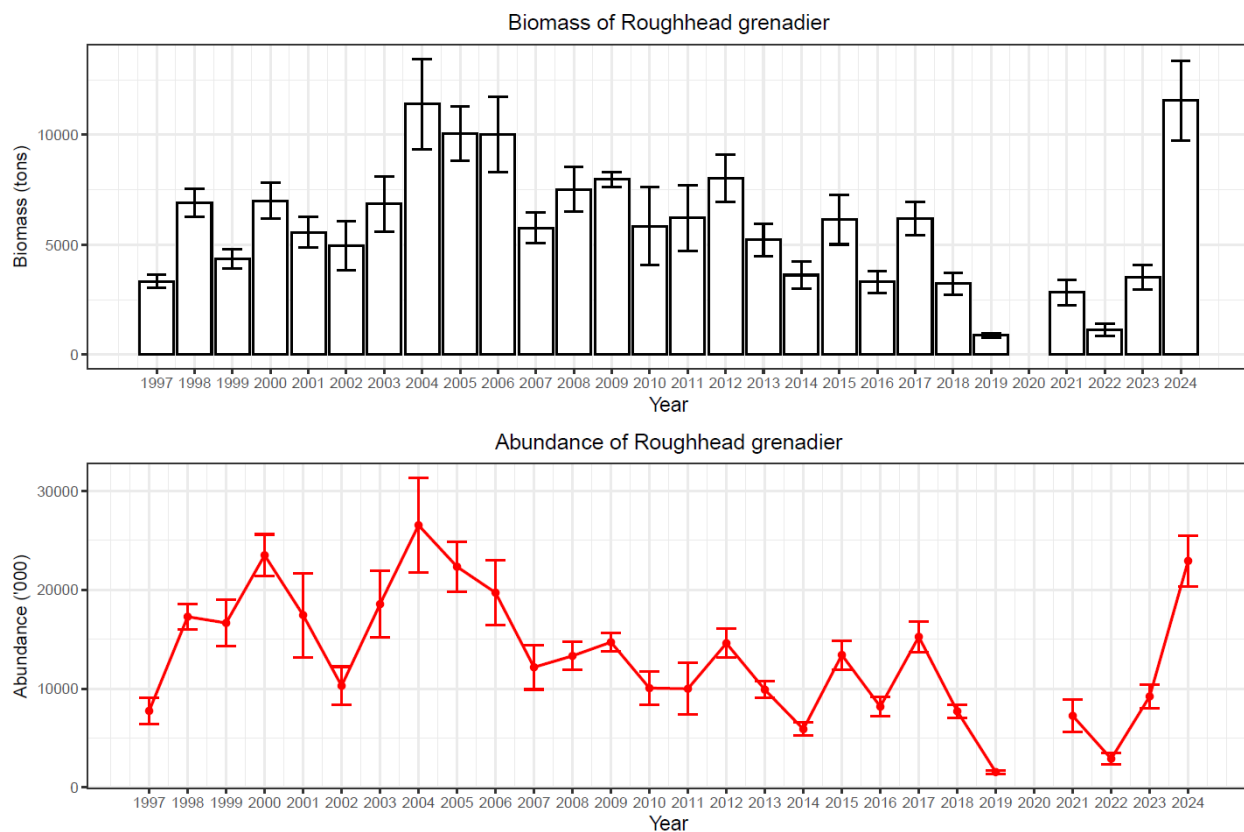 Biomass of Roughhead grenadier
10000
5000
0
Biomass (tons)
1997 1998 1999 2000 2001 2002 2003 2004 2005 2006 2007 2008 2009 2010 2011 2012 2013 2014 2015 2016 2017 2018 2019 2020 2021 2022 2023 2024
Year
Abundance of Roughhead grenadier
30000
20000
10000
0
Abundance ('000)
1997 1998 1999 2000 2001 2002 2003 2004 2005 2006 2007 2008 2009 2010 2011 2012 2013 2014 2015 2016 2017 2018 2019 2020 2021 2022 2023 2024
Year